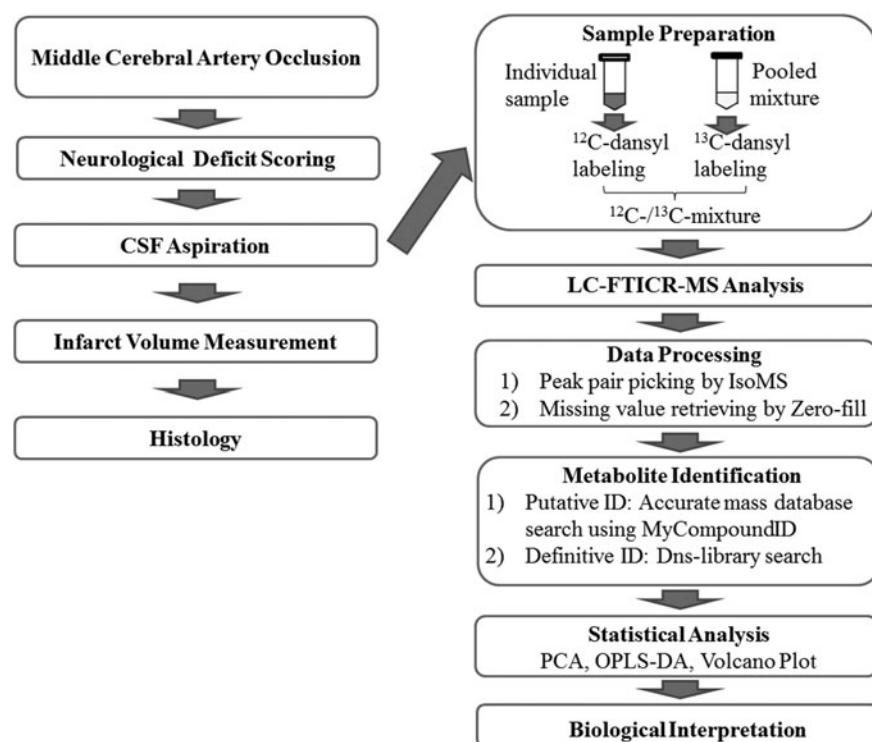 Middle Cerebral Artery Occlusion
Neurological Deficit Scoring
CSF Aspiration
Infarct Volume Measurement
Histology
Sample Preparation
Individual sample
Pooled mixture
¹²C-dansyl labeling
¹³C-dansyl labeling
¹²C-/¹³C-mixture
LC-FTICR-MS Analysis
Data Processing
1) Peak pair picking by IsoMS
2) Missing value retrieving by Zero-fill
Metabolite Identification
1) Putative ID: Accurate mass database
search using MyCompoundID
2) Definitive ID: Dns-library search
Statistical Analysis
PCA, OPLS-DA, Volcano Plot
Biological Interpretation